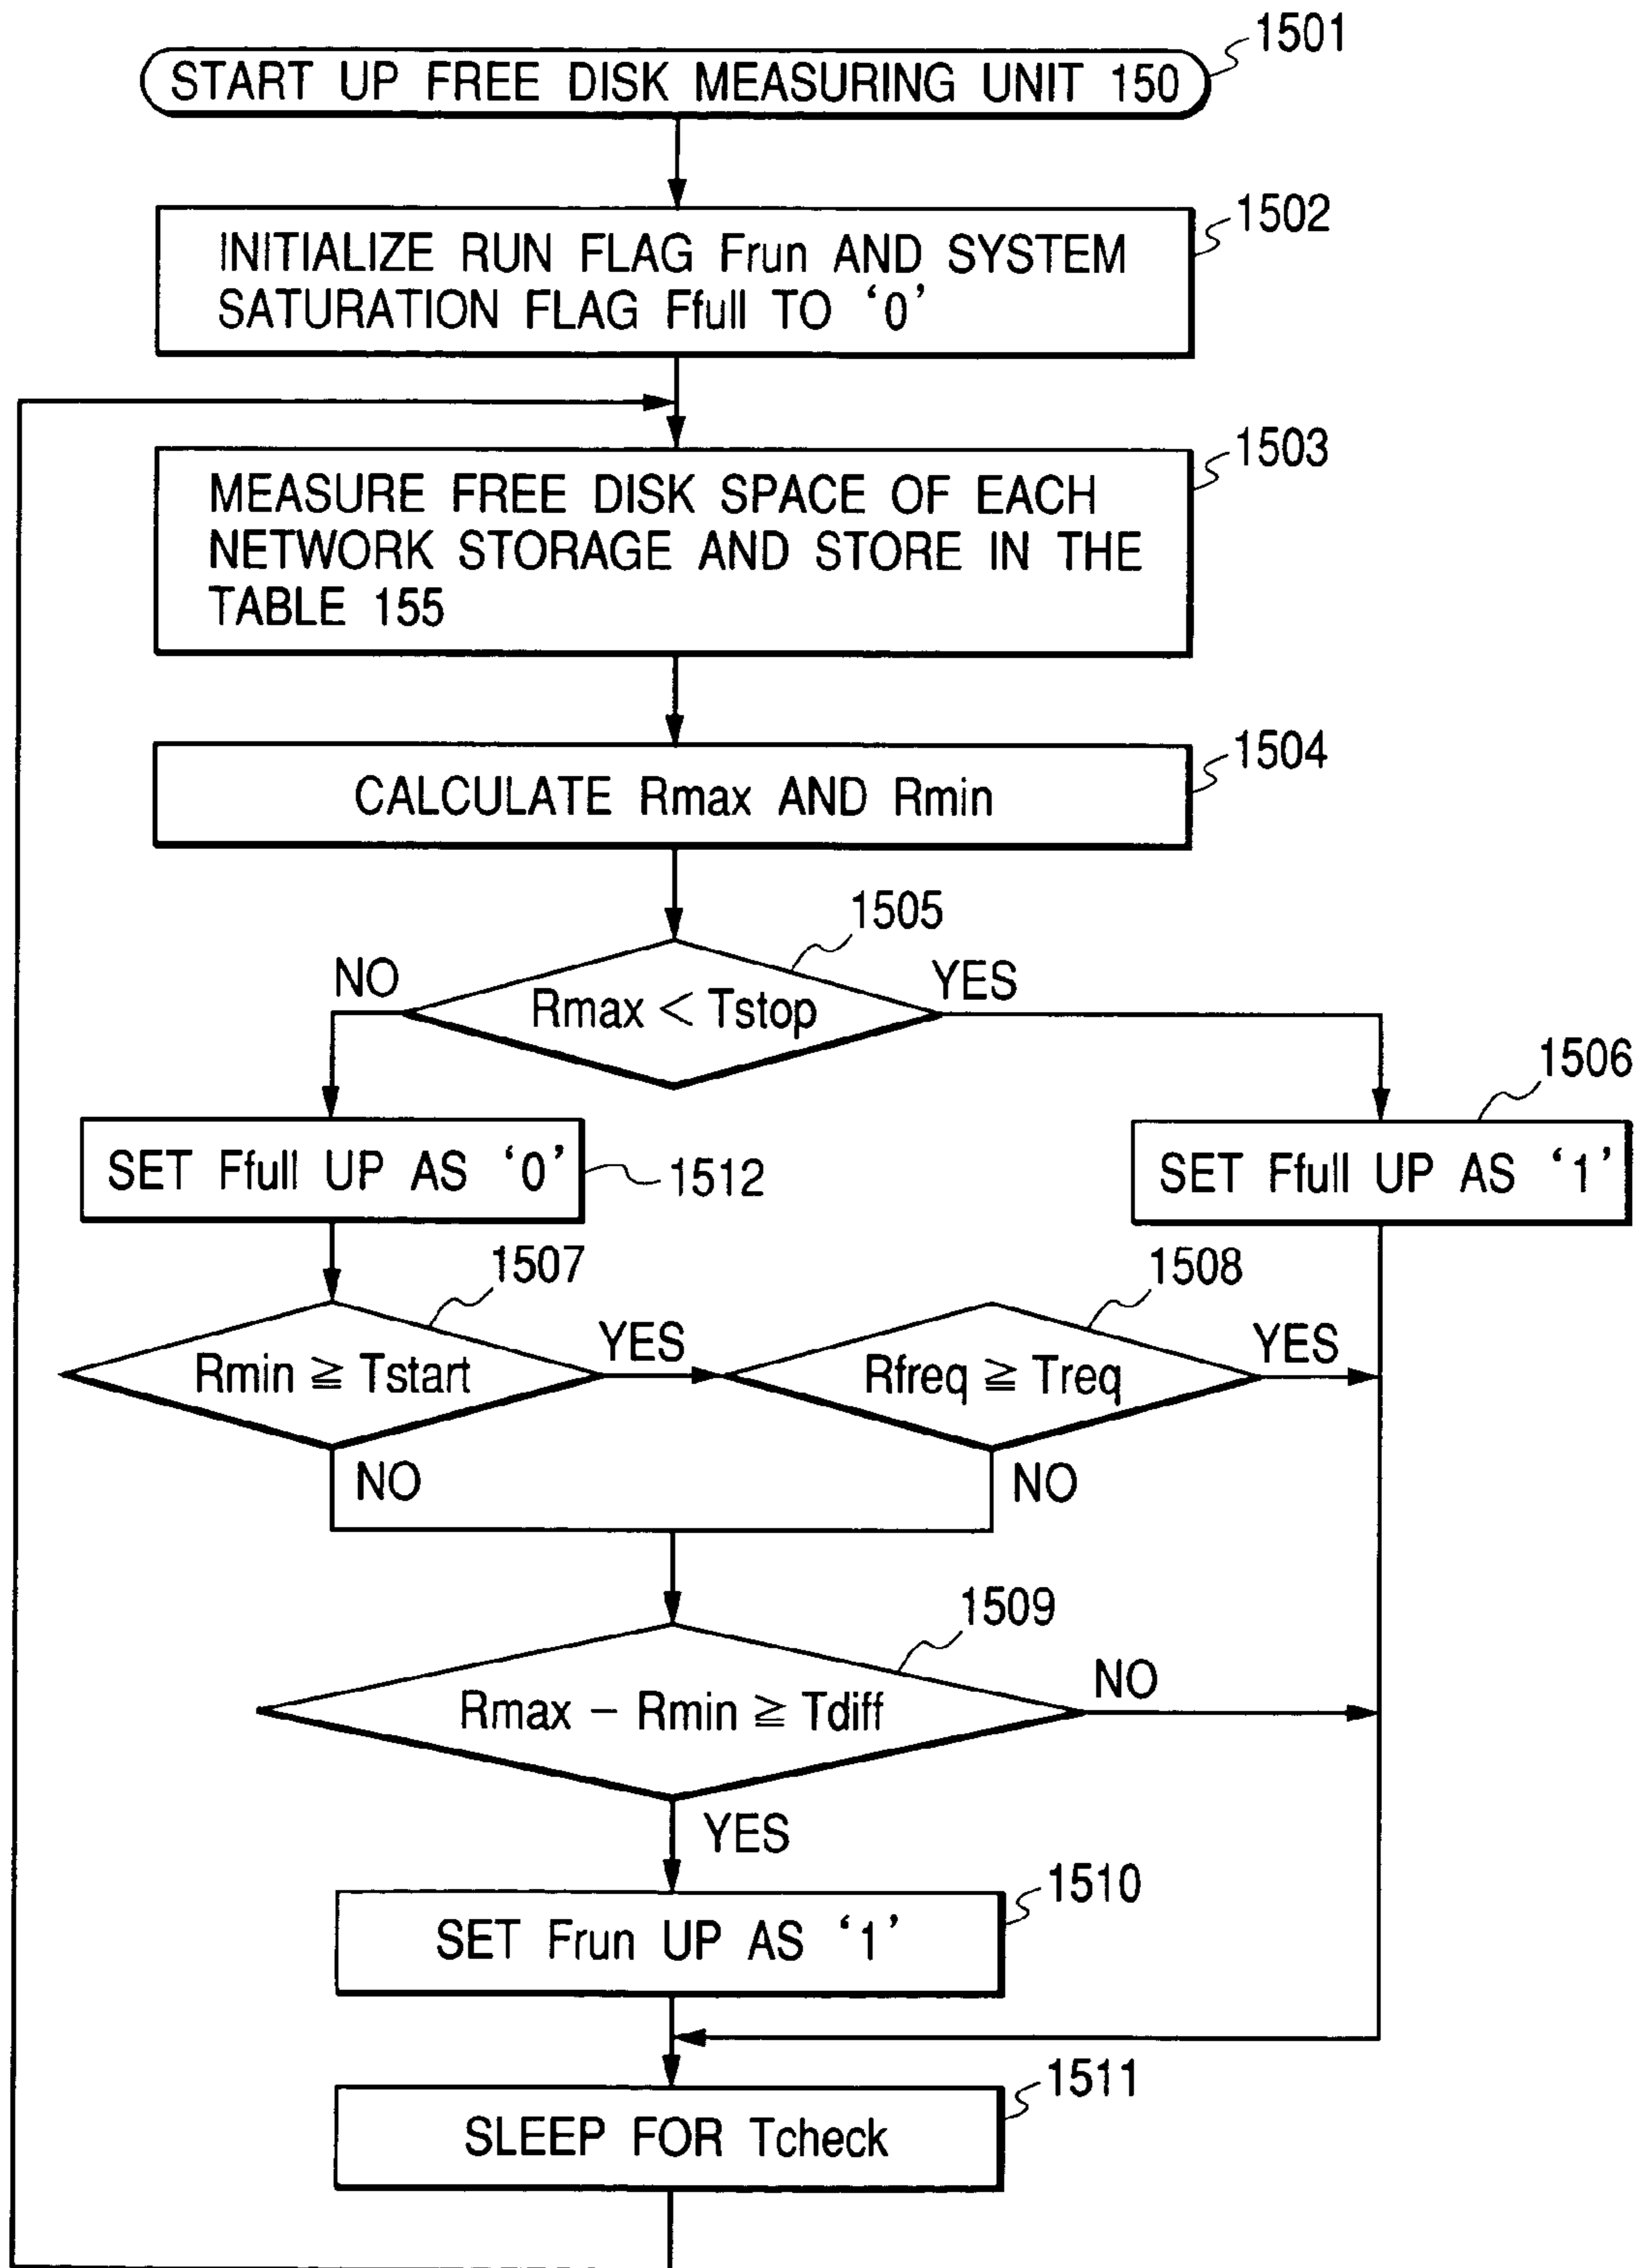 1501
START UP FREE DISK MEASURING UNIT 150
1502
INITIALIZE RUN FLAG Frun AND SYSTEM
SATURATION FLAG Ffull TO ‘0’
1503
MEASURE FREE DISK SPACE OF EACH
NETWORK STORAGE AND STORE IN THE
TABLE 155
1504
CALCULATE Rmax AND Rmin
1505
NO
YES
Rmax < Tstop
1506
SET Ffull UP AS ‘0’
1512
SET Ffull UP AS ‘1’
1507
1508
Rmin ≧ Tstart
YES
Rfreq ≧ Treq
YES
NO
NO
1509
Rmax – Rmin ≧ Tdiff
NO
YES
1510
SET Frun UP AS ‘1’
1511
SLEEP FOR Tcheck